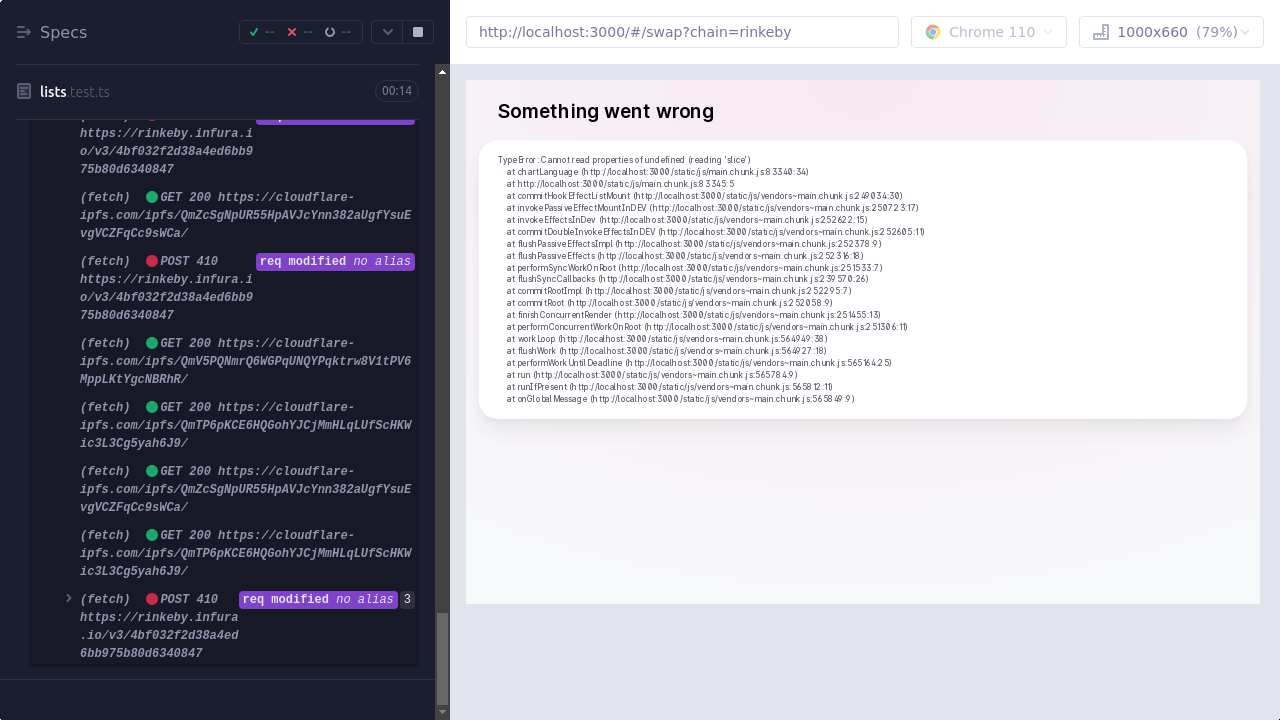 Specs
--
--
--
http://localhost:3000/#/swap?chain=rinkeby
Chrome 110
1000x660 (79%)
lists.test.ts
00:14
https://rinkeby.infura.i
o/v3/4bf032f2d38a4ed6bb9
75b80d6340847
(fetch) GET 200 https://cloudflare-
ipfs.com/ipfs/QmZcSgNpUR55HpAVJcYnn382aUgfYsuE
vgVCZFqCc9sWCa/
(fetch) POST 410 req modified no alias
https://rinkeby.infura.i
o/v3/4bf032f2d38a4ed6bb9
75b80d6340847
(fetch) GET 200 https://cloudflare-
ipfs.com/ipfs/QmV5PQNmrQ6WGPqUNQYPqktrw8V1tPV6
MppLKtYgcNBRhR/
(fetch) GET 200 https://cloudflare-
ipfs.com/ipfs/QmTP6pKCE6HQGohYJCjMmHLqLUfScHKW
ic3L3Cg5yah6J9/
(fetch) GET 200 https://cloudflare-
ipfs.com/ipfs/QmZcSgNpUR55HpAVJcYnn382aUgfYsuE
vgVCZFqCc9sWCa/
(fetch) GET 200 https://cloudflare-
ipfs.com/ipfs/QmTP6pKCE6HQGohYJCjMmHLqLUfScHKW
ic3L3Cg5yah6J9/
(fetch) POST 410 req modified no alias 3
https://rinkeby.infura
.io/v3/4bf032f2d38a4ed
6bb975b80d6340847
Something went wrong
TypeError: Cannot read properties of undefined (reading 'slice')
at chartLanguage (http://localhost:3000/static/js/main.chunk.js:83340:34)
at http://localhost:3000/static/js/main.chunk.js:83345:5
at commitHookEffectListMount (http://localhost:3000/static/js/vendors~main.chunk.js:249034:30)
at invokePassiveEffectMountInDEV (http://localhost:3000/static/js/vendors~main.chunk.js:250723:17)
at invokeEffectsInDev (http://localhost:3000/static/js/vendors~main.chunk.js:252622:15)
at commitDoubleInvokeEffectsInDEV (http://localhost:3000/static/js/vendors~main.chunk.js:252605:11)
at flushPassiveEffectsImpl (http://localhost:3000/static/js/vendors~main.chunk.js:252378:9)
at flushPassiveEffects (http://localhost:3000/static/js/vendors~main.chunk.js:252316:18)
at performSyncWorkOnRoot (http://localhost:3000/static/js/vendors~main.chunk.js:251533:7)
at flushSyncCallbacks (http://localhost:3000/static/js/vendors~main.chunk.js:239570:26)
at commitRootImpl (http://localhost:3000/static/js/vendors~main.chunk.js:252295:7)
at commitRoot (http://localhost:3000/static/js/vendors~main.chunk.js:252058:9)
at finishConcurrentRender (http://localhost:3000/static/js/vendors~main.chunk.js:251455:13)
at performConcurrentWorkOnRoot (http://localhost:3000/static/js/vendors~main.chunk.js:251306:11)
at workLoop (http://localhost:3000/static/js/vendors~main.chunk.js:564949:38)
at flushWork (http://localhost:3000/static/js/vendors~main.chunk.js:564927:18)
at performWorkUntilDeadline (http://localhost:3000/static/js/vendors~main.chunk.js:565164:25)
at run (http://localhost:3000/static/js/vendors~main.chunk.js:565784:9)
at runIfPresent (http://localhost:3000/static/js/vendors~main.chunk.js:565812:11)
at onGlobalMessage (http://localhost:3000/static/js/vendors~main.chunk.js:565849:9)